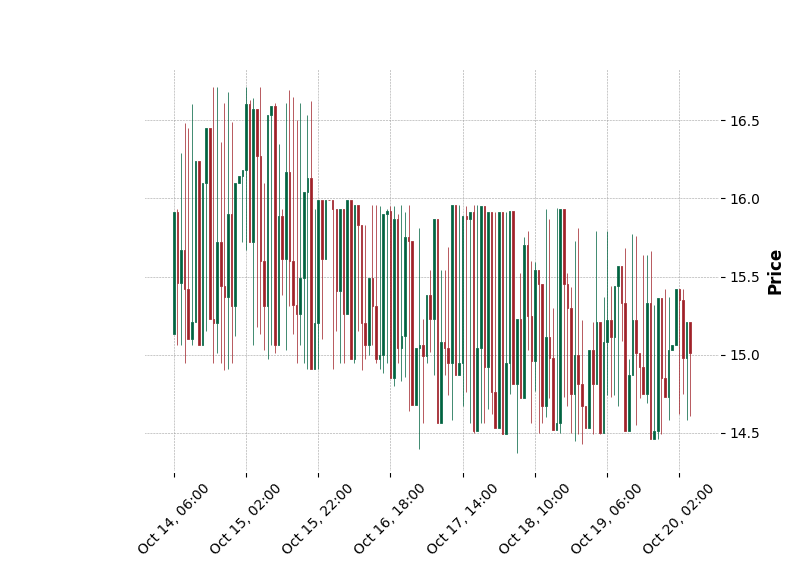 16.5
16.0
15.5
15.0
14.5
Price
Oct 14, 06:00
Oct 15, 02:00
Oct 15, 22:00
Oct 16, 18:00
Oct 17, 14:00
Oct 18, 10:00
Oct 19, 06:00
Oct 20, 02:00